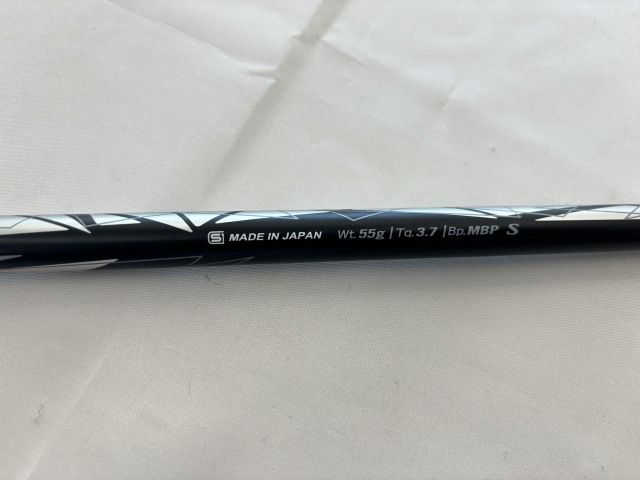 S MADE IN JAPAN Wt. 55g | Tq. 3.7 | Bp. MBP S